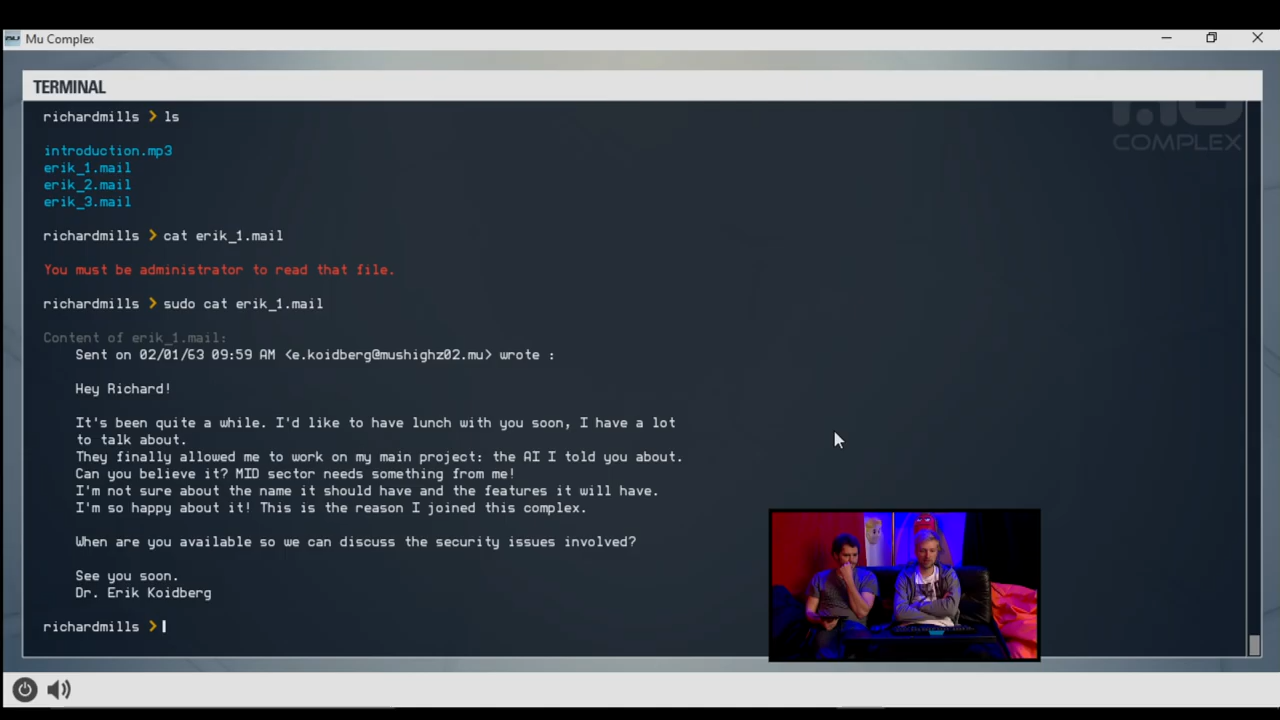 Mu Complex
TERMINAL
richardmills > ls
COMPLEX
introduction.mp3
erik_1.mail
erik_2.mail
erik_3.mail
richardmills > cat erik_1.mail
You must be administrator to read that file.
richardmills > sudo cat erik_1.mail
Content of erik_1.mail:
Sent on 02/01/63 09:59 AM <e.koidberg@mushighz02.mu> wrote :
Hey Richard!
It's been quite a while. I'd like to have lunch with you soon, I have a lot
to talk about.
They finally allowed me to work on my main project: the AI I told you about.
Can you believe it? MID sector needs something from me!
I'm not sure about the name it should have and the features it will have.
I'm so happy about it! This is the reason I joined this complex.
When are you available so we can discuss the security issues involved?
See you soon.
Dr. Erik Koidberg
richardmills >